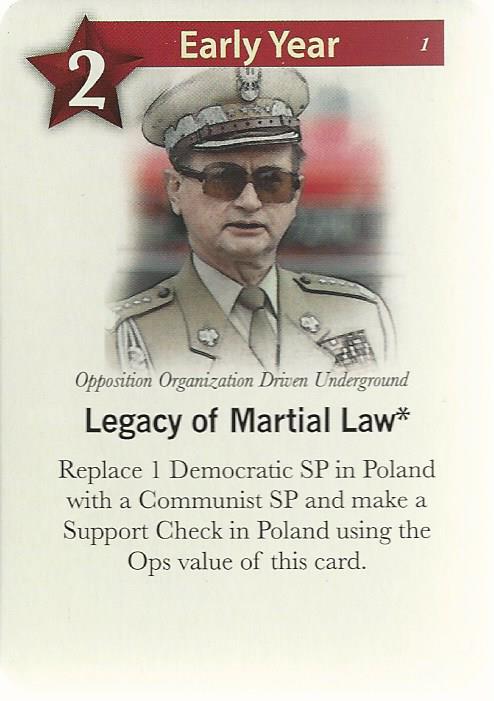 Early Year
1
2
Opposition Organization Driven Underground
Legacy of Martial Law*
Replace 1 Democratic SP in Poland
with a Communist SP and make a
Support Check in Poland using the
Ops value of this card.